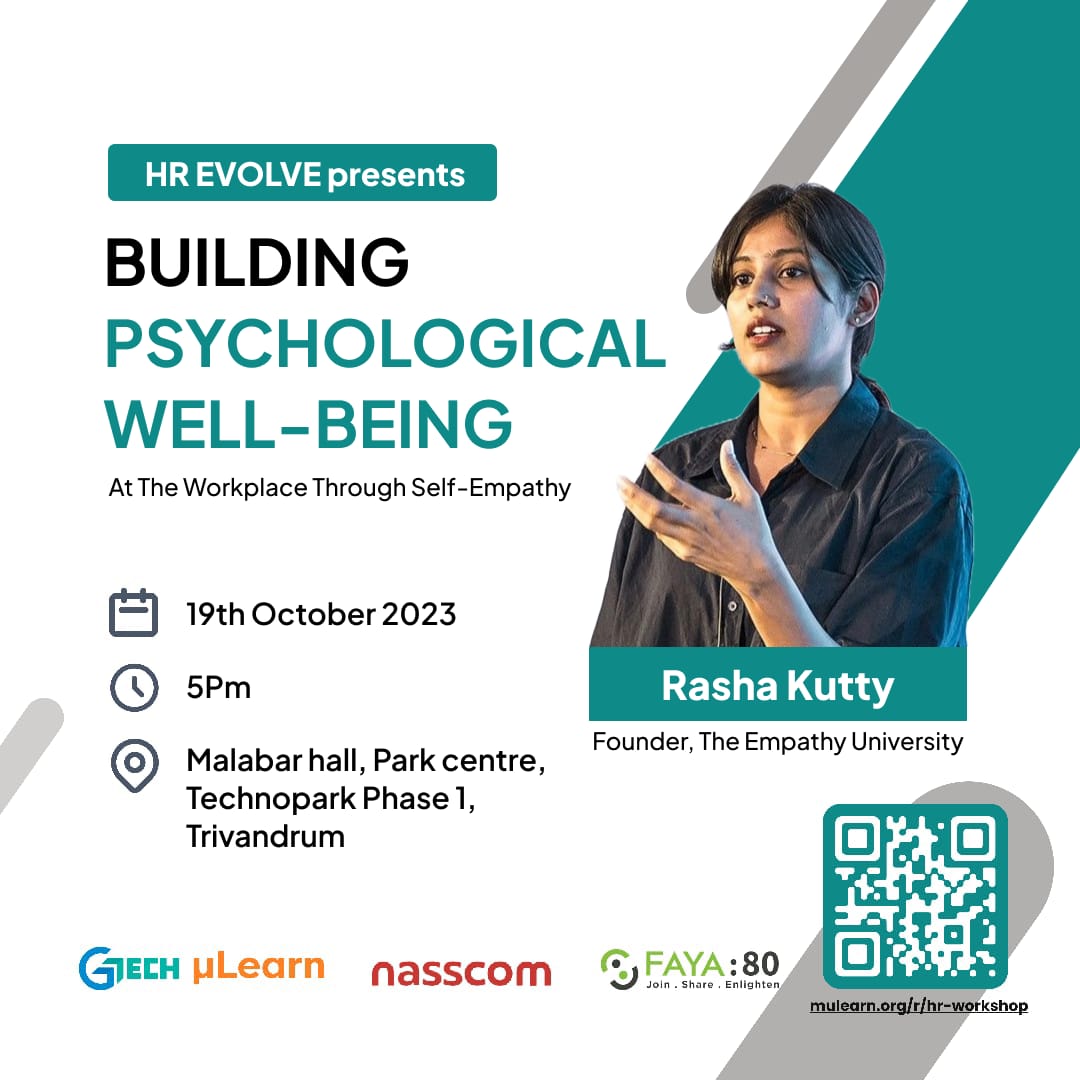 HR EVOLVE presents
BUILDING
PSYCHOLOGICAL
WELL-BEING
At The Workplace Through Self-Empathy
19th October 2023
5Pm
Malabar hall, Park centre,
Technopark Phase 1,
Trivandrum
Rasha Kutty
Founder, The Empathy University
GTECH µLearn
nasscom
FAYA:80
Join . Share . Enlighten
mulearn.org/r/hr-workshop